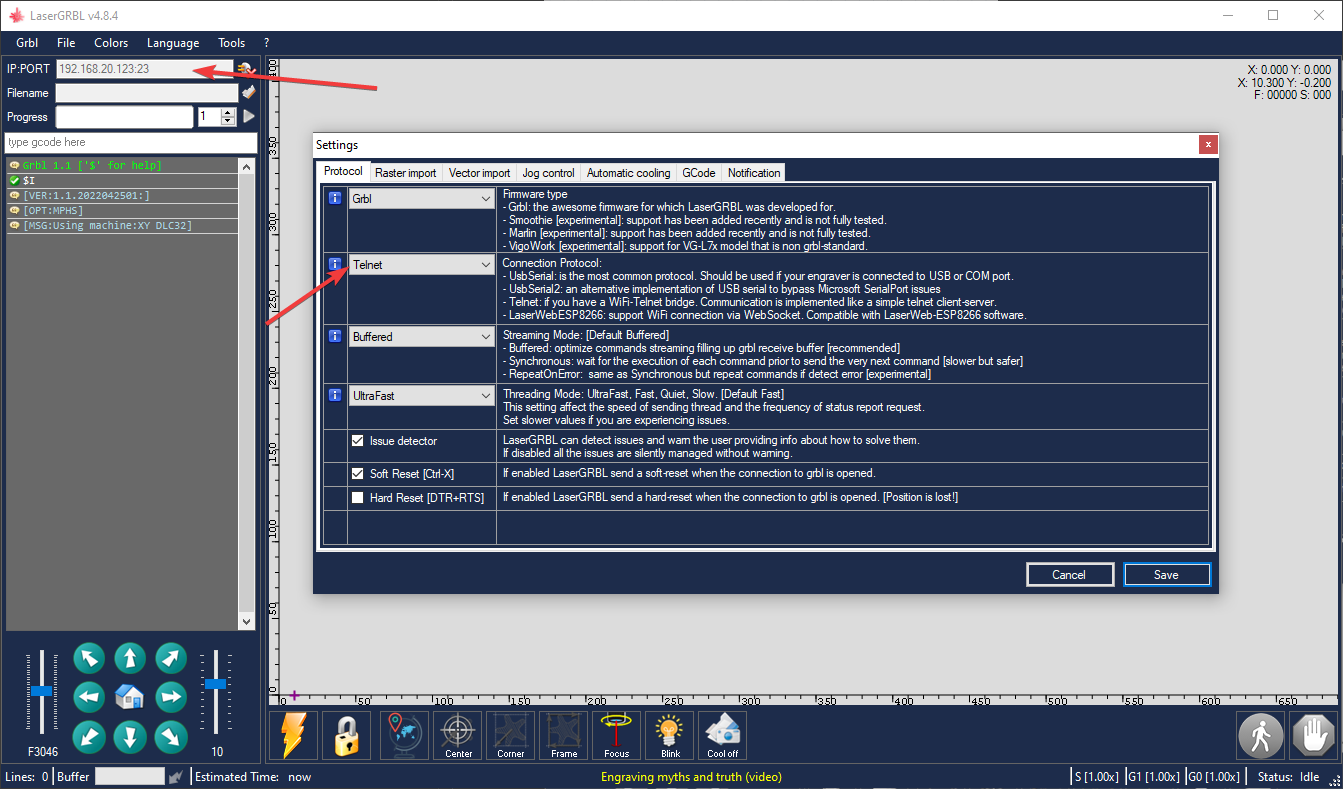 LaserGRBL v4.8.4
Grbl File Colors Language Tools ?
IP:PORT 192.168.20.123:23
Filename
Progress 1
type gcode here
Grbl 1.1 ['$' for help]
$I
[VER:1.1.2022042501:]
[OPT:MPHS]
[MSG:Using machine:XY DLC32]
X: 0.000 Y: 0.000
X: 10.300 Y: -0.200
F: 00000 S: 000
Settings
x
Protocol Raster import Vector import Jog control Automatic cooling GCode Notification
Grbl
Firmware type
- Grbl: the awesome firmware for which LaserGRBL was developed for.
- Smoothie [experimental]: support has been added recently and is not fully tested.
- Marlin [experimental]: support has been added recently and is not fully tested.
- VigoWork [experimental]: support for VG-L7x model that is non grbl-standard.
Telnet
Connection Protocol:
- UsbSerial: is the most common protocol. Should be used if your engraver is connected to USB or COM port.
- UsbSerial2: an alternative implementation of USB serial to bypass Microsoft SerialPort issues
- Telnet: if you have a WiFi-Telnet bridge. Communication is implemented like a simple telnet client-server.
- LaserWebESP8266: support WiFi connection via WebSocket. Compatible with LaserWeb-ESP8266 software.
Buffered
Streaming Mode: [Default Buffered]
- Buffered: optimize commands streaming filling up grbl receive buffer [recommended]
- Synchronous: wait for the execution of each command prior to send the very next command [slower but safer]
- RepeatOnError: same as Synchronous but repeat commands if detect error [experimental]
UltraFast
Threading Mode: UltraFast, Fast, Quiet, Slow. [Default Fast]
This setting affect the speed of sending thread and the frequency of status report request.
Set slower values if you are experiencing issues.
Issue detector
LaserGRBL can detect issues and warn the user providing info about how to solve them.
If disabled all the issues are silently managed without warning.
Soft Reset [Ctrl-X]
If enabled LaserGRBL send a soft-reset when the connection to grbl is opened.
Hard Reset [DTR+RTS]
If enabled LaserGRBL send a hard-reset when the connection to grbl is opened. [Position is lost!]
Cancel Save
400
350
300
250
200
150
100
50
0
0 50 100 150 200 250 300 350 400 450 500 550 600 650
F3046 10
Center Corner Frame Focus Blink Cool off
Lines: 0 Buffer Estimated Time: now Engraving myths and truth (video) S [1.00x] G1 [1.00x] G0 [1.00x] Status: Idle